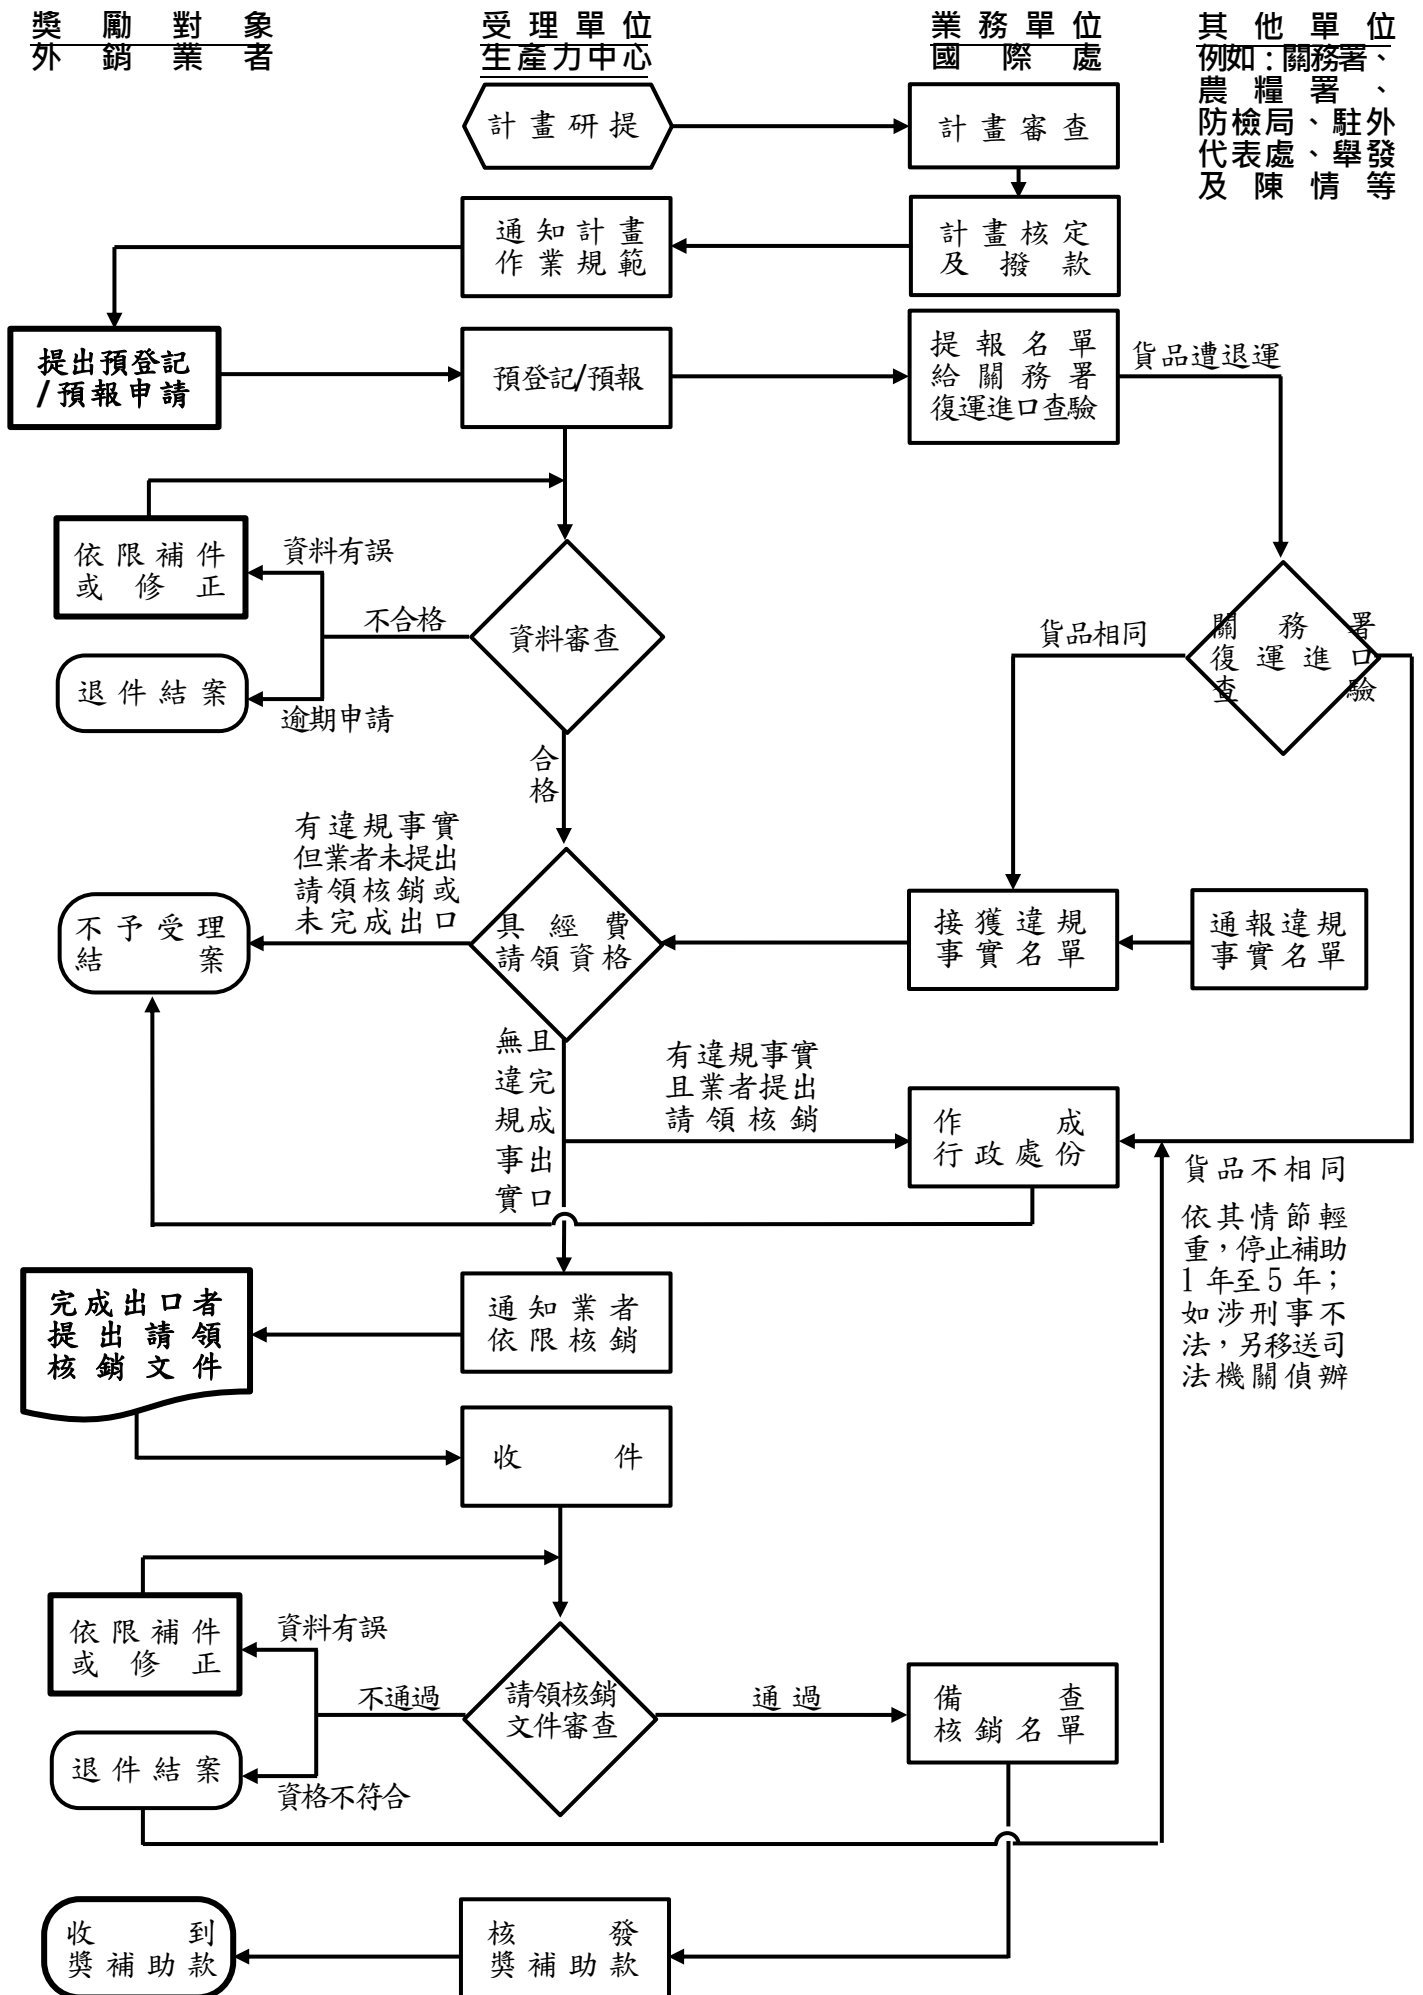 獎勵對象
外銷業者
受理單位
生產力中心
業務單位
國際處
其他單位
例如：關務署、
農糧署、
防檢局、駐外
代表處、舉發
及陳情等
計畫研提
計畫審查
通知計畫
作業規範
計畫核定
及撥款
提出預登記
/預報申請
預登記/預報
提報名單
給關務署
復運進口查驗
貨品遭退運
依限補件
或修正
資料有誤
不合格
資料審查
退件結案
逾期申請
合格
貨品相同
關務署
復運進口
查驗
有違規事實
但業者未提出
請領核銷或
未完成出口
不予受理
結案
具經費
請領資格
接獲違規
事實名單
通報違規
事實名單
無違規事實
且完成出口
有違規事實
且業者提出
請領核銷
作成
行政處份
貨品不相同
依其情節輕
重，停止補助
1年至5年；
如涉刑事不
法，另移送司
法機關偵辦
完成出口者
提出請領
核銷文件
通知業者
依限核銷
收件
依限補件
或修正
資料有誤
不通過
請領核銷
文件審查
通過
備查
核銷名單
退件結案
資格不符合
收到
獎補助款
核發
獎補助款